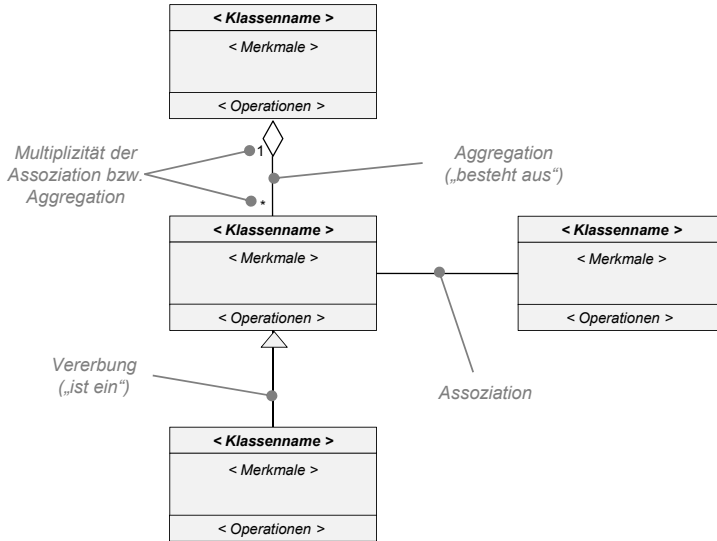 < Klassenname >
< Merkmale >
< Operationen >
Multiplizität der
Assoziation bzw.
Aggregation
1
*
Aggregation
(„besteht aus“)
< Klassenname >
< Merkmale >
< Operationen >
< Klassenname >
< Merkmale >
< Operationen >
Vererbung
(„ist ein“)
Assoziation
< Klassenname >
< Merkmale >
< Operationen >